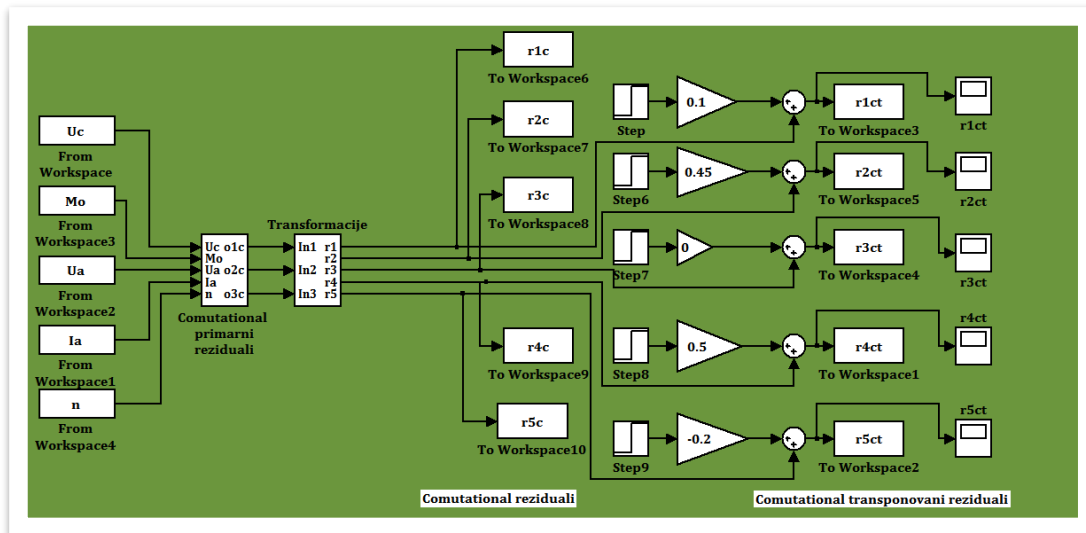 Uc
From
Workspace
Mo
From
Workspace3
Ua
From
Workspace2
Ia
From
Workspace1
n
From
Workspace4
Uc o1c
Mo
Ua o2c
Ia
n o3c
Comutational
primarni
reziduali
Transformacije
In1 r1
r2
In2 r3
r4
In3 r5
r1c
To Workspace6
r2c
To Workspace7
r3c
To Workspace8
r4c
To Workspace9
r5c
To Workspace10
Step
0.1
r1ct
To Workspace3
r1ct
Step6
0.45
r2ct
To Workspace5
r2ct
Step7
0
r3ct
To Workspace4
r3ct
Step8
0.5
r4ct
To Workspace1
r4ct
Step9
-0.2
r5ct
To Workspace2
r5ct
Comutational reziduali
Comutational transponovani reziduali